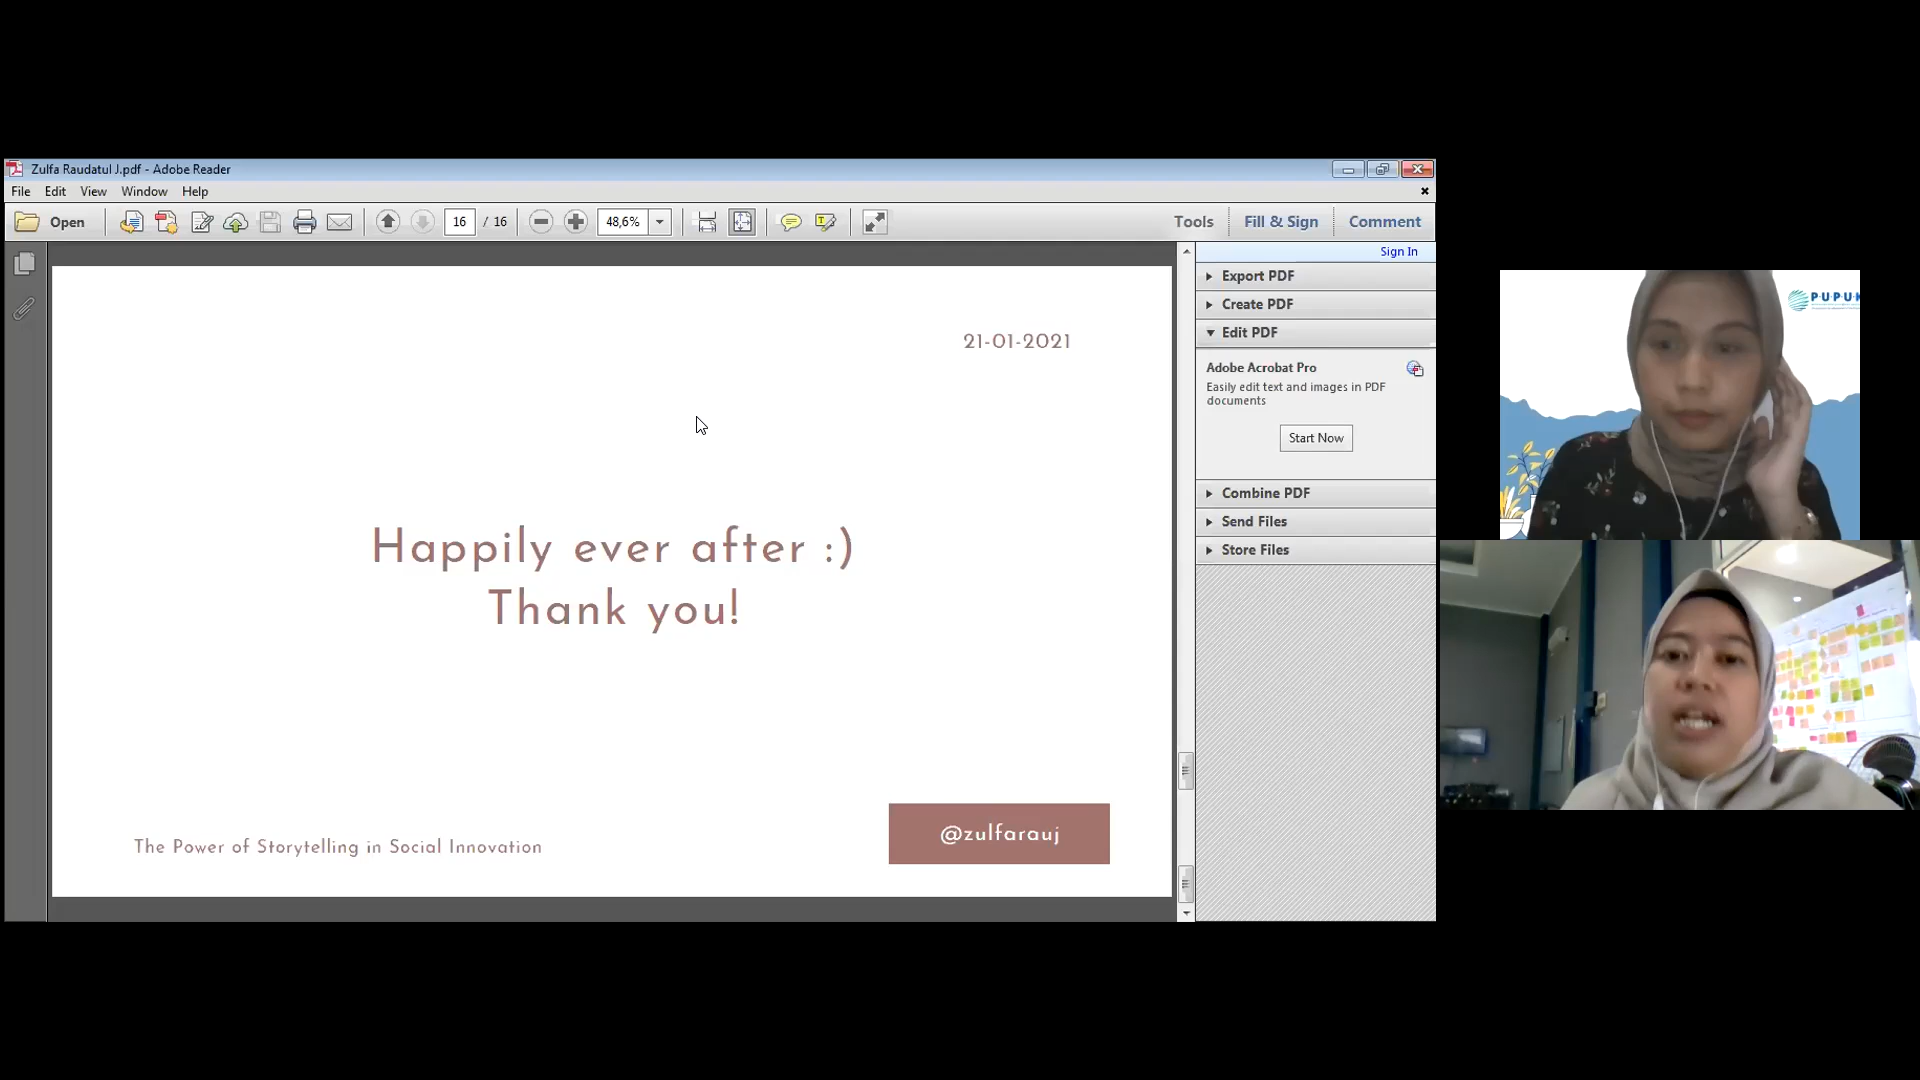 Zulfa Raudatul J.pdf - Adobe Reader
File Edit View Window Help
Open 16 / 16 48,6% Tools Fill & Sign Comment
Sign In
Export PDF
Create PDF
Edit PDF
Adobe Acrobat Pro
Easily edit text and images in PDF
documents
Start Now
Combine PDF
Send Files
Store Files
21-01-2021
Happily ever after :)
Thank you!
The Power of Storytelling in Social Innovation
@zulfarauj
PUPUK